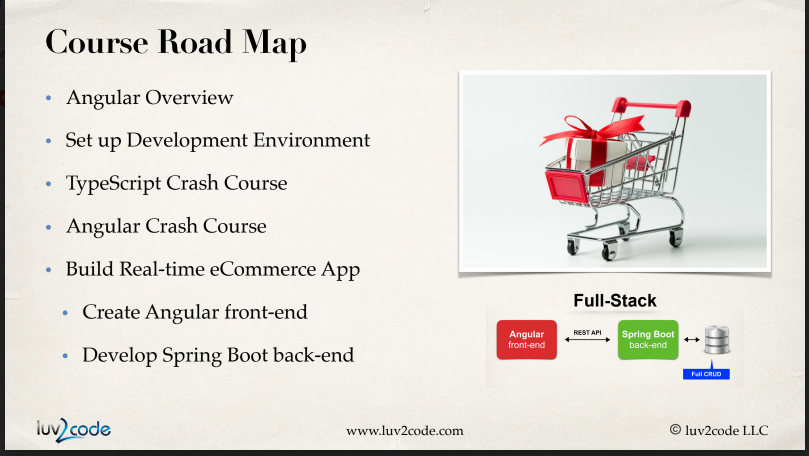 Course Road Map
• Angular Overview
• Set up Development Environment
• TypeScript Crash Course
• Angular Crash Course
• Build Real-time eCommerce App
• Create Angular front-end
• Develop Spring Boot back-end
Full-Stack
Angular
front-end
REST API
Spring Boot
back-end
Full CRUD
luv2code
www.luv2code.com
© luv2code LLC